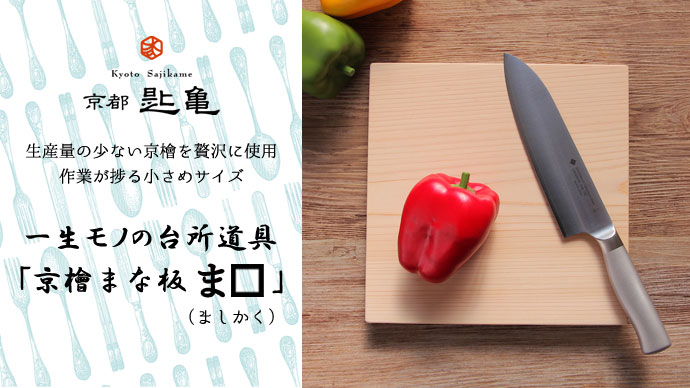 Kyoto Sajikame
京都 匙亀
生産量の少ない京檜を贅沢に使用
作業が捗る小さめサイズ
一生モノの台所道具
「京檜まな板 ま□」
（ましかく）